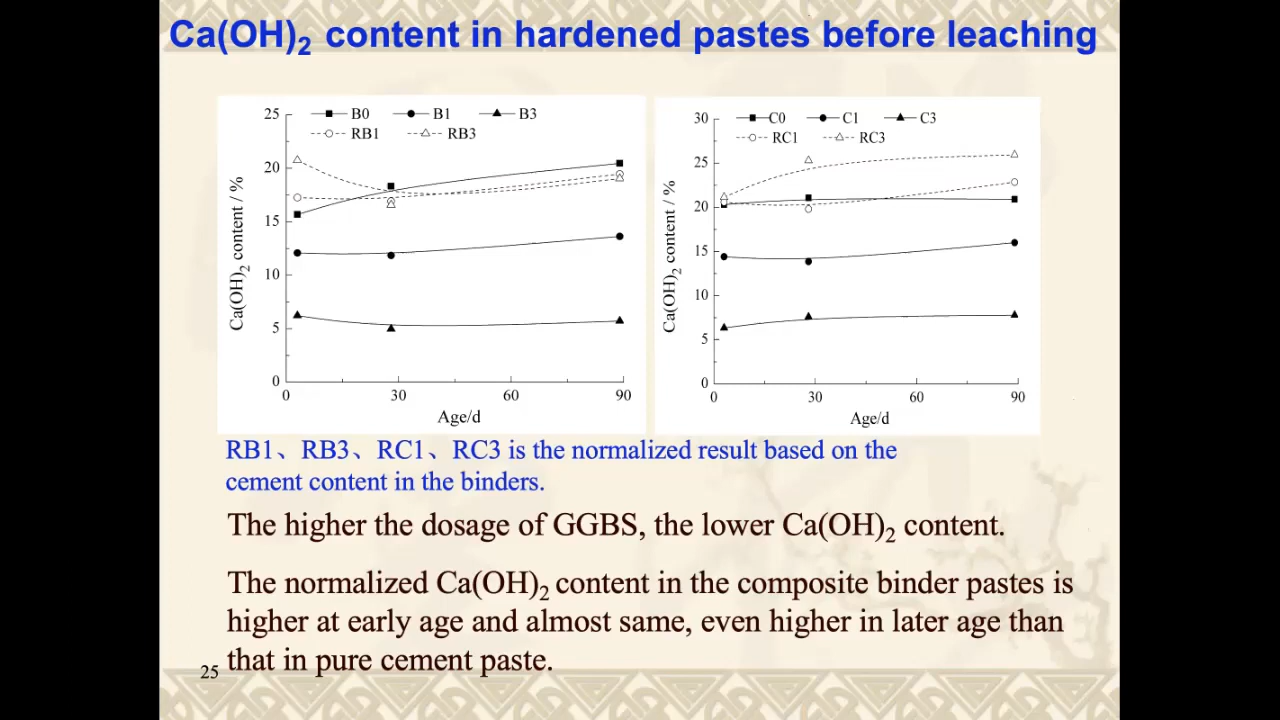 Ca(OH)₂ content in hardened pastes before leaching
25
20
15
10
5
0
Ca(OH)₂ content / %
B0 B1 B3
RB1 RB3
0 30 60 90
Age/d
30
25
20
15
10
5
0
Ca(OH)₂ content / %
C0 C1 C3
RC1 RC3
0 30 60 90
Age/d
RB1、RB3、RC1、RC3 is the normalized result based on the
cement content in the binders.
The higher the dosage of GGBS, the lower Ca(OH)₂ content.
The normalized Ca(OH)₂ content in the composite binder pastes is
higher at early age and almost same, even higher in later age than
that in pure cement paste.
25